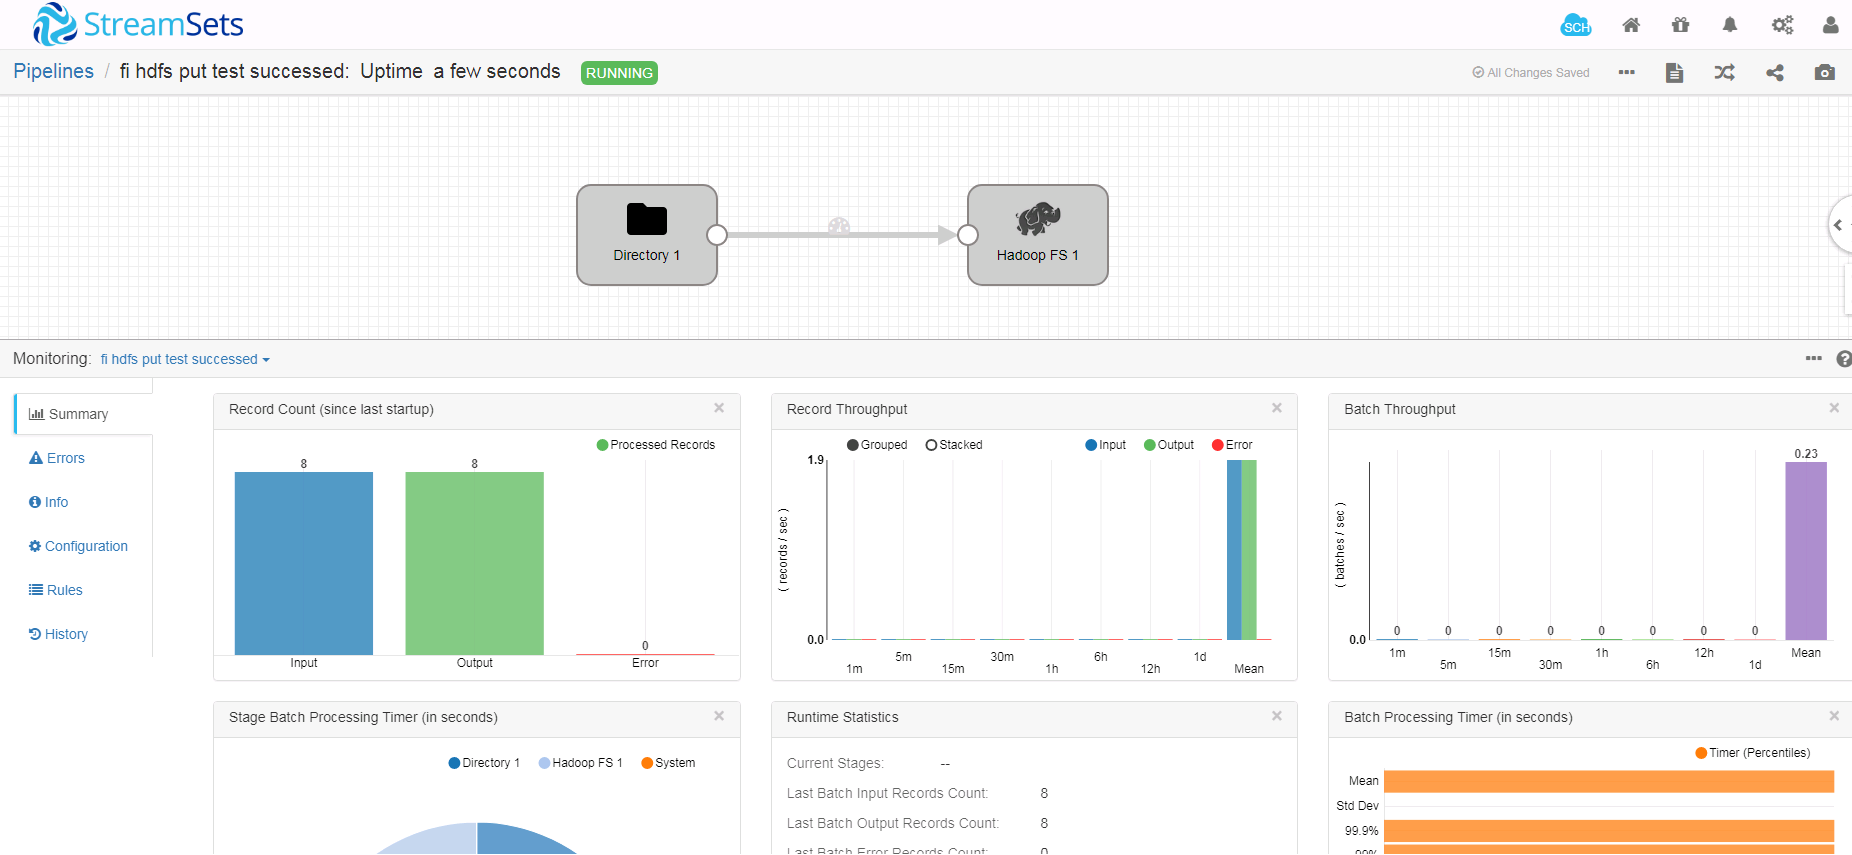 StreamSets
SCH
Pipelines / fi hdfs put test successed: Uptime a few seconds RUNNING
All Changes Saved
Directory 1
Hadoop FS 1
Monitoring: fi hdfs put test successed
Summary
Errors
Info
Configuration
Rules
History
Record Count (since last startup)
Processed Records
8
8
0
Input
Output
Error
Record Throughput
Grouped
Stacked
Input
Output
Error
1.9
( records / sec )
0.0
1m
5m
15m
30m
1h
6h
12h
1d
Mean
Batch Throughput
0.23
( batches / sec )
0.0
0
0
0
0
0
0
0
0
1m
5m
15m
30m
1h
6h
12h
1d
Mean
Stage Batch Processing Timer (in seconds)
Directory 1
Hadoop FS 1
System
Runtime Statistics
Current Stages: --
Last Batch Input Records Count: 8
Last Batch Output Records Count: 8
Last Batch Error Records Count: 0
Batch Processing Timer (in seconds)
Timer (Percentiles)
Mean
Std Dev
99.9%
99%